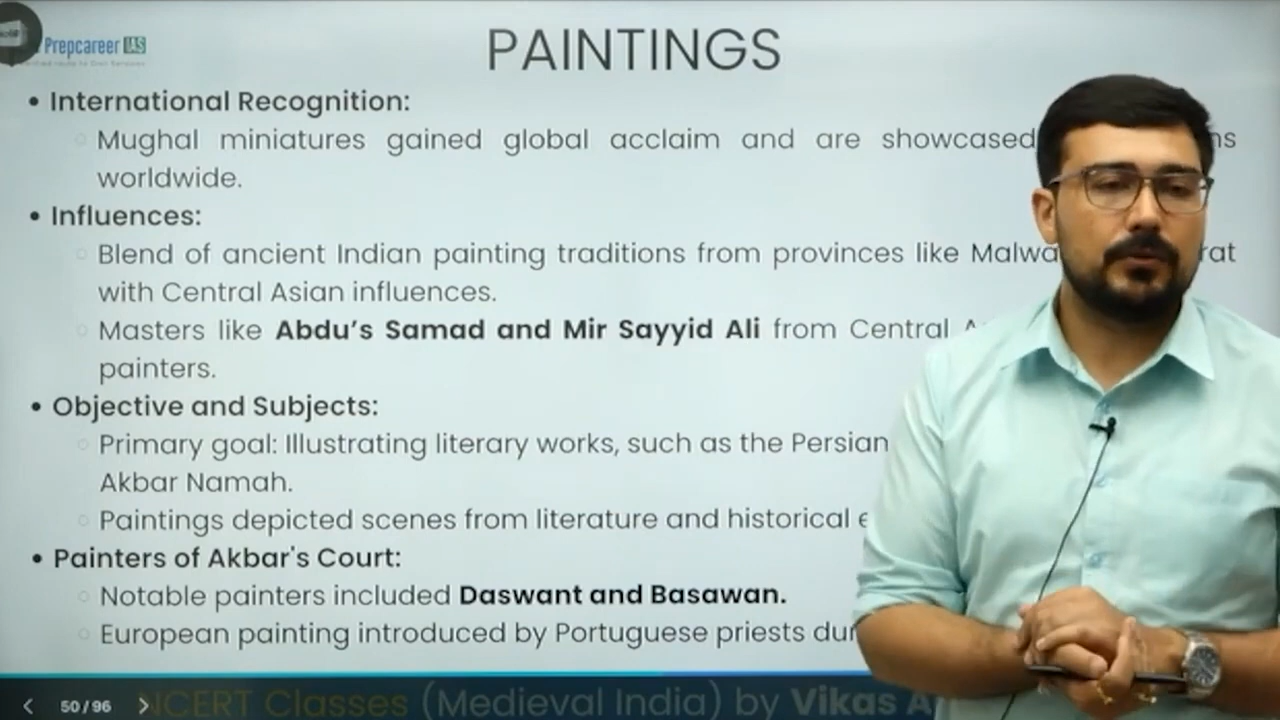 Prepcareer IAS
PAINTINGS
• International Recognition:
Mughal miniatures gained global acclaim and are showcased
worldwide.
• Influences:
Blend of ancient Indian painting traditions from provinces like Malwa
with Central Asian influences.
Masters like Abdu's Samad and Mir Sayyid Ali from Central
painters.
• Objective and Subjects:
Primary goal: Illustrating literary works, such as the Persian
Akbar Namah.
Paintings depicted scenes from literature and historical
• Painters of Akbar's Court:
Notable painters included Daswant and Basawan.
European painting introduced by Portuguese priests
50 / 96
NCERT Classes (Medieval India) by Vikas